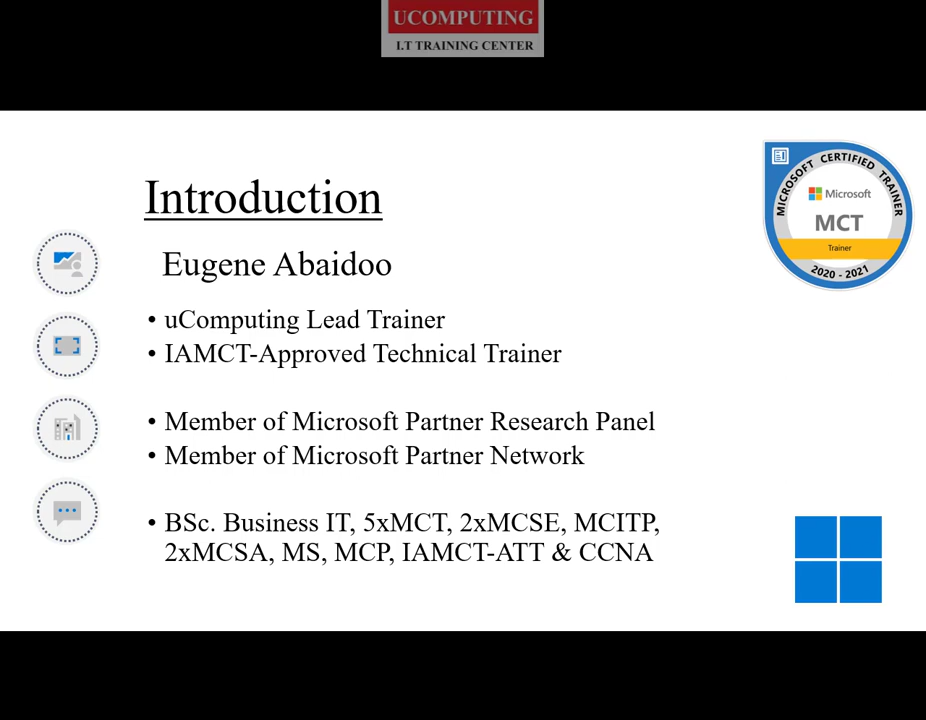 UCOMPUTING
I.T TRAINING CENTER
MICROSOFT CERTIFIED TRAINER
Microsoft
MCT
Trainer
2020 - 2021
Introduction
Eugene Abaidoo
• uComputing Lead Trainer
• IAMCT-Approved Technical Trainer
• Member of Microsoft Partner Research Panel
• Member of Microsoft Partner Network
• BSc. Business IT, 5xMCT, 2xMCSE, MCITP,
2xMCSA, MS, MCP, IAMCT-ATT & CCNA